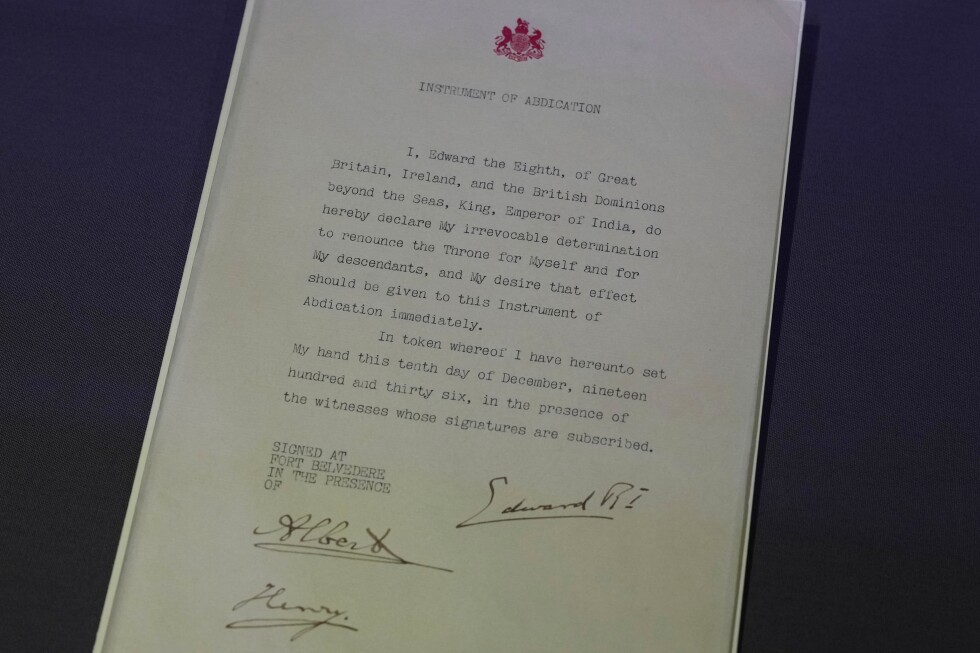 INSTRUMENT OF ABDICATION
I, Edward the Eighth, of Great
Britain, Ireland, and the British Dominions
beyond the Seas, King, Emperor of India, do
hereby declare My irrevocable determination
to renounce the Throne for Myself and for
My descendants, and My desire that effect
should be given to this Instrument of
Abdication immediately.
In token whereof I have hereunto set
My hand this tenth day of December, nineteen
hundred and thirty six, in the presence of
the witnesses whose signatures are subscribed.
SIGNED AT
FORT BELVEDERE
IN THE PRESENCE
OF
Edward RI
Albert
Henry.